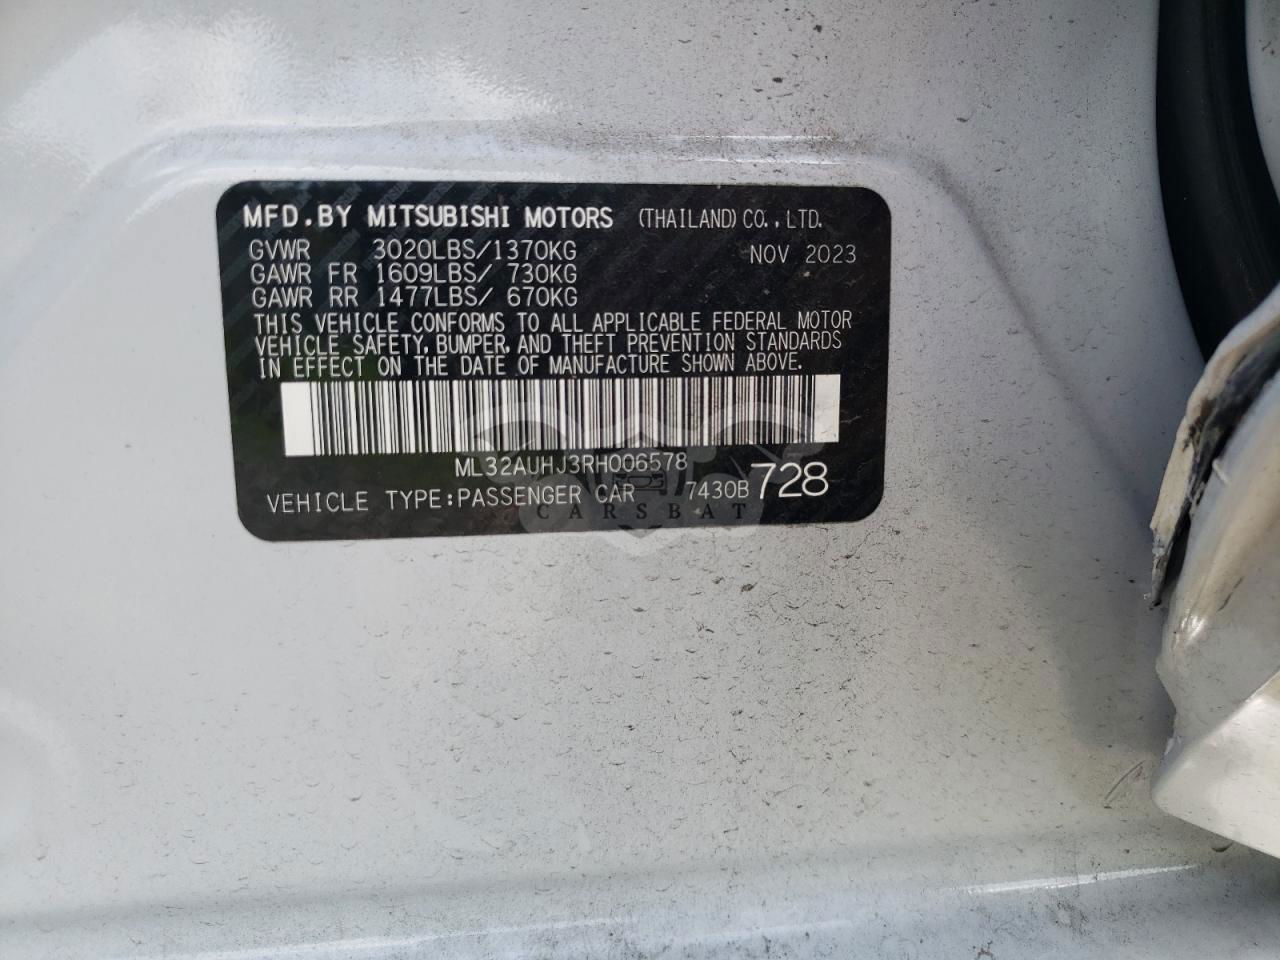 MFD.BY MITSUBISHI MOTORS (THAILAND) CO., LTD.
GVWR 3020LBS/1370KG NOV 2023
GAWR FR 1609LBS/ 730KG
GAWR RR 1477LBS/ 670KG
THIS VEHICLE CONFORMS TO ALL APPLICABLE FEDERAL MOTOR
VEHICLE SAFETY, BUMPER, AND THEFT PREVENTION STANDARDS
IN EFFECT ON THE DATE OF MANUFACTURE SHOWN ABOVE.
ML32AUHJ3RH006578
VEHICLE TYPE:PASSENGER CAR 7430B 728
CARSBAT